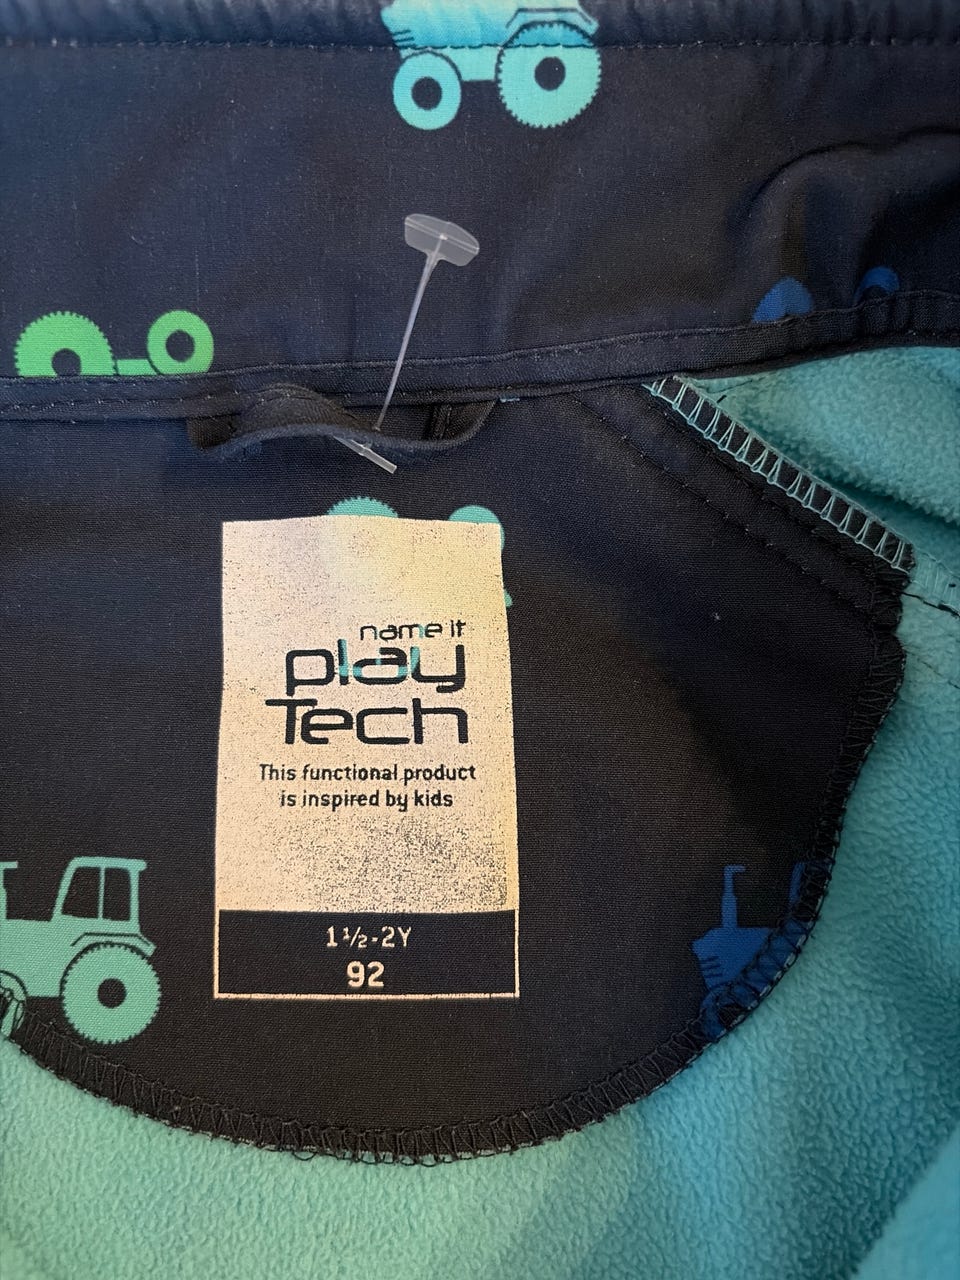 name it
play
Tech
This functional product
is inspired by kids
1½-2Y
92